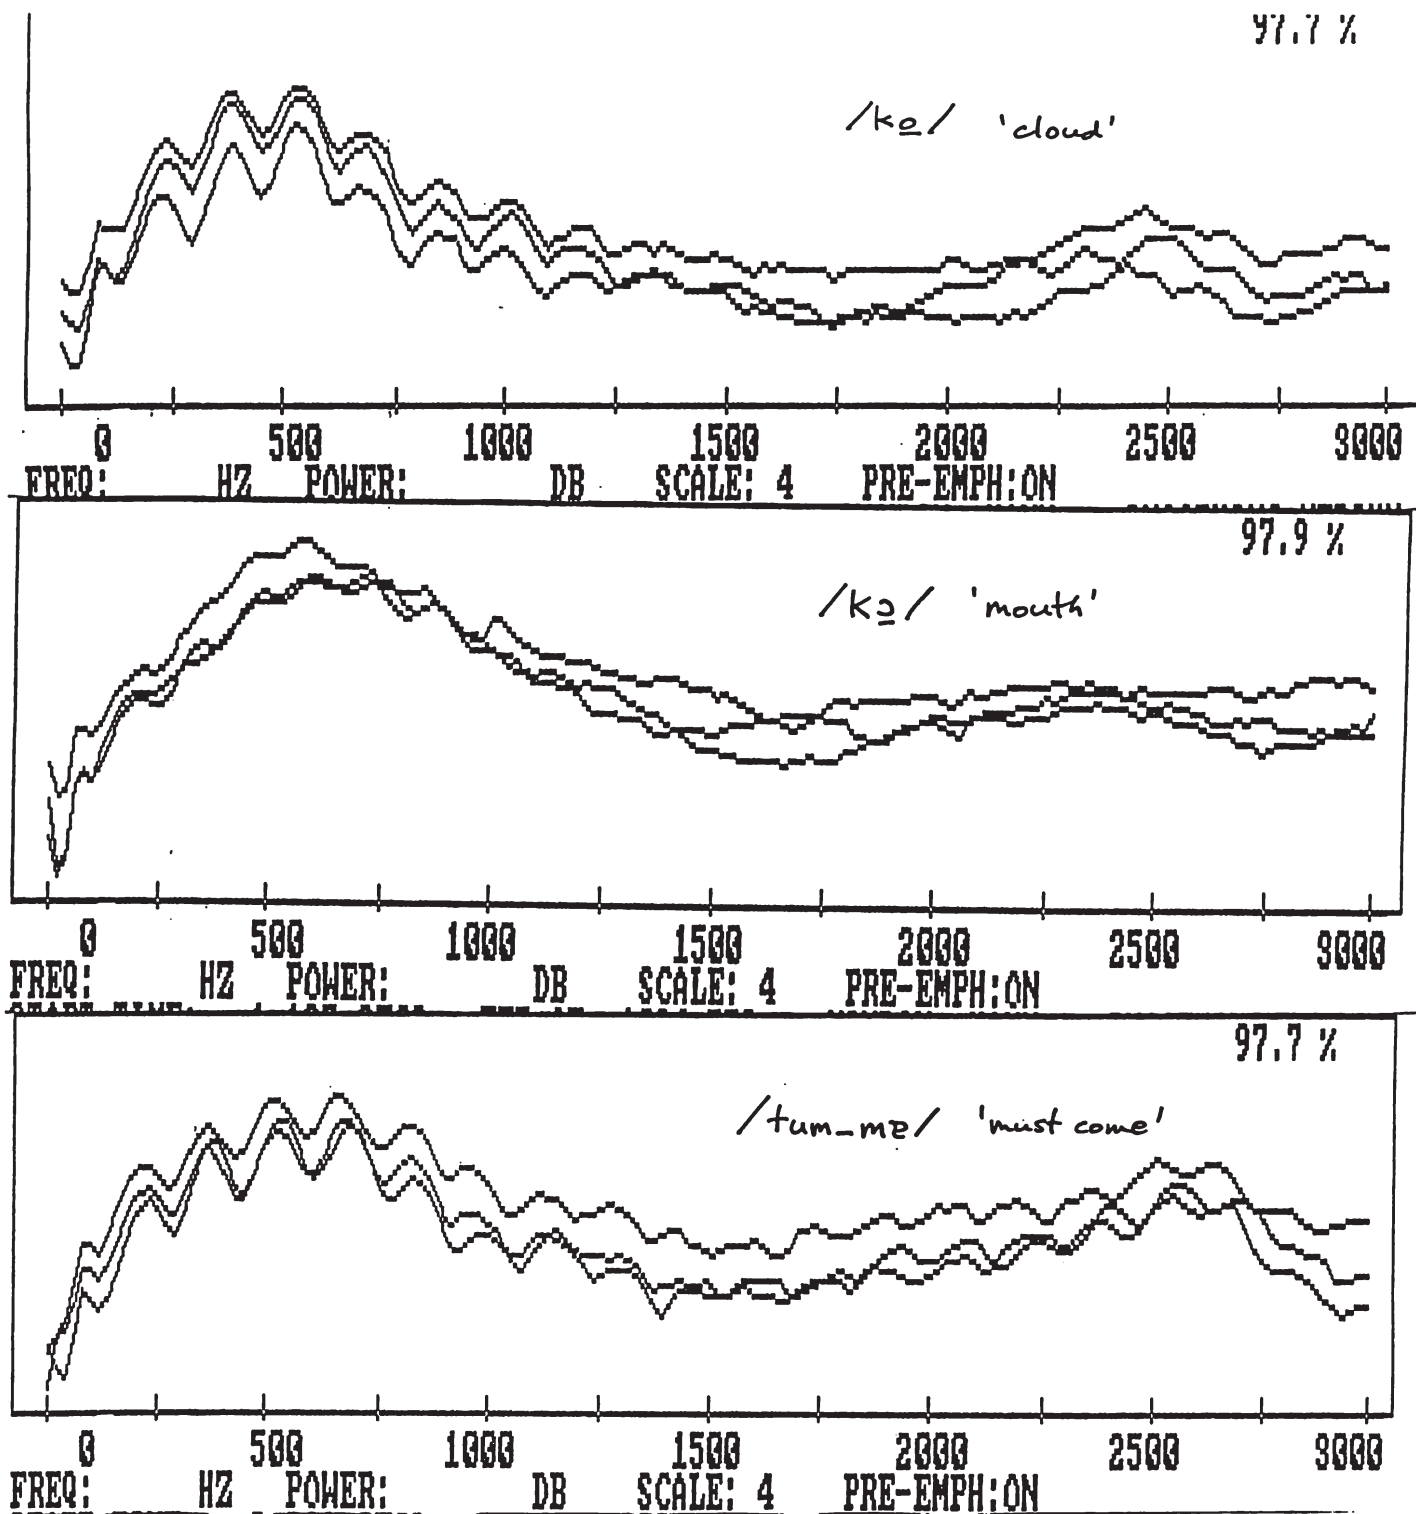 97.7 %
/ko̲/ 'cloud'
0 500 1000 1500 2000 2500 3000
FREQ: HZ POWER: DB SCALE: 4 PRE-EMPH:ON
97.9 %
/kɔ̲/ 'mouth'
0 500 1000 1500 2000 2500 3000
FREQ: HZ POWER: DB SCALE: 4 PRE-EMPH:ON
97.7 %
/tum-mɐ/ 'must come'
0 500 1000 1500 2000 2500 3000
FREQ: HZ POWER: DB SCALE: 4 PRE-EMPH:ON